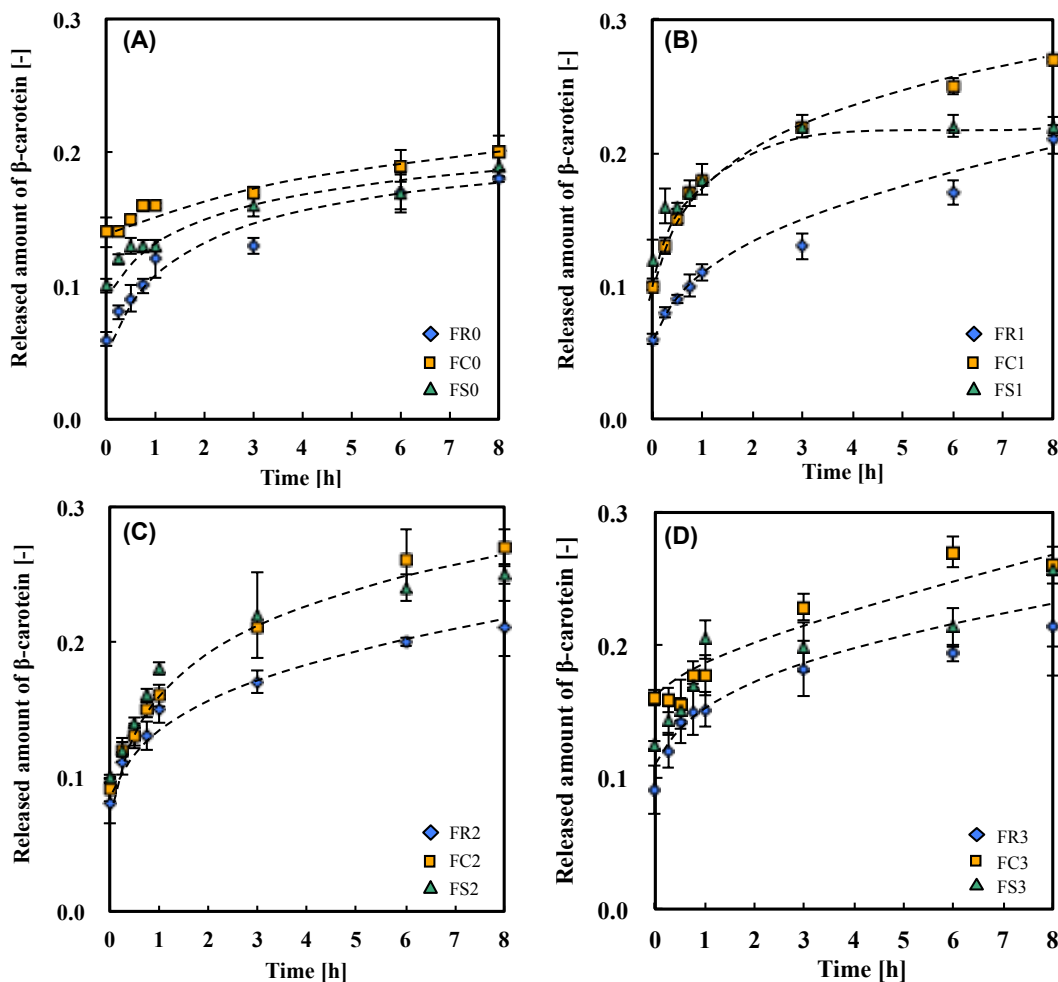 (A)
Released amount of β-carotein [-]
0.3
0.2
0.1
0.0
FR0
FC0
FS0
0 1 2 3 4 5 6 7 8
Time [h]
(B)
Released amount of β-carotein [-]
0.3
0.2
0.1
0.0
FR1
FC1
FS1
0 1 2 3 4 5 6 7 8
Time [h]
(C)
Released amount of β-carotein [-]
0.3
0.2
0.1
0.0
FR2
FC2
FS2
0 1 2 3 4 5 6 7 8
Time [h]
(D)
Released amount of β-carotein [-]
0.3
0.2
0.1
0.0
FR3
FC3
FS3
0 1 2 3 4 5 6 7 8
Time [h]